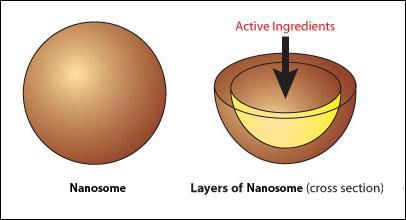 Active Ingredients
Nanosome
Layers of Nanosome (cross section)